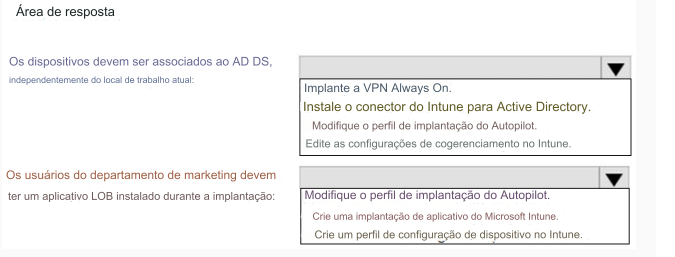 Área de resposta
Os dispositivos devem ser associados ao AD DS,
independentemente do local de trabalho atual:
Implante a VPN Always On.
Instale o conector do Intune para Active Directory.
Modifique o perfil de implantação do Autopilot.
Edite as configurações de cogerenciamento no Intune.
Os usuários do departamento de marketing devem
ter um aplicativo LOB instalado durante a implantação:
Modifique o perfil de implantação do Autopilot.
Crie uma implantação de aplicativo do Microsoft Intune.
Crie um perfil de configuração de dispositivo no Intune.